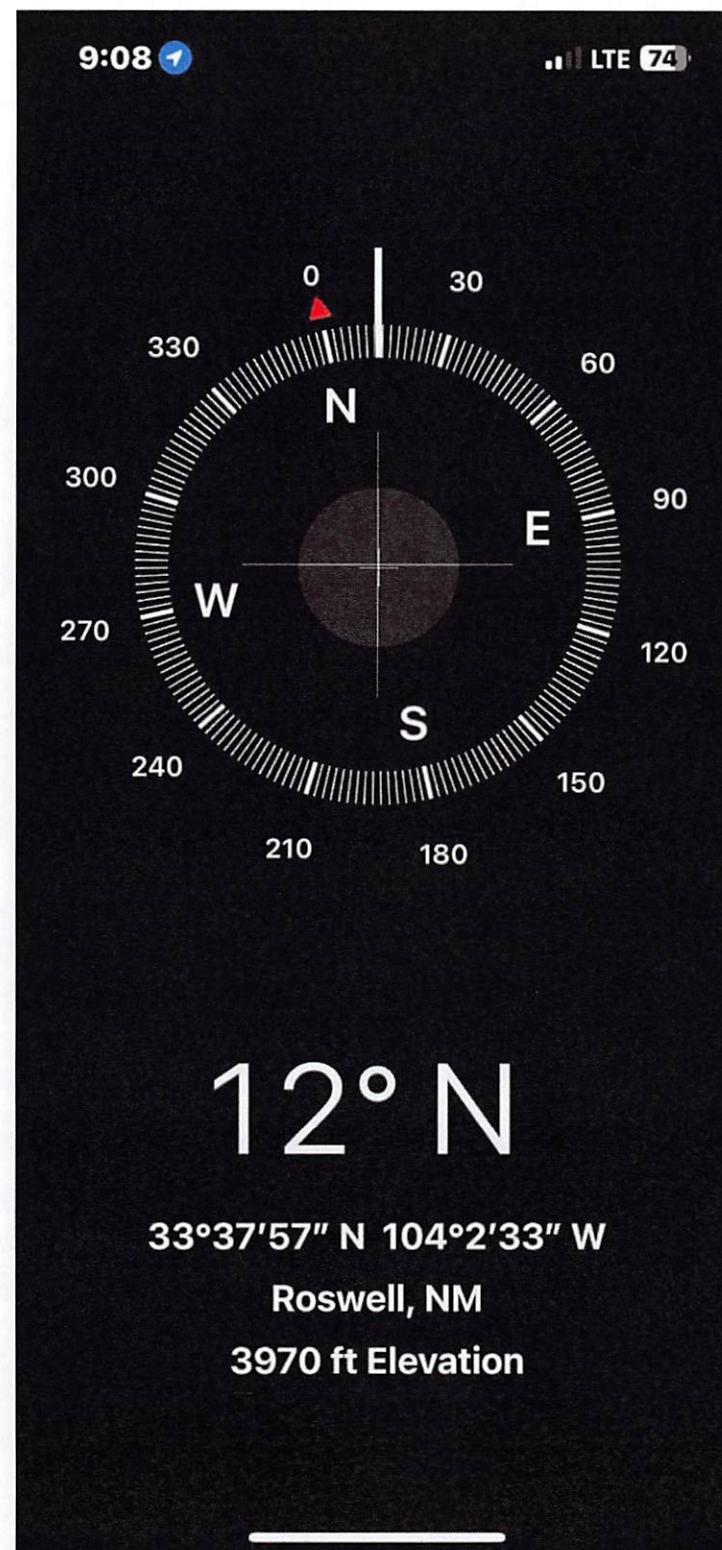 9:08 LTE 74
0 30
330 60
N
300 90
E
W
270 120
S
240 150
210 180
12° N
33°37'57" N 104°2'33" W
Roswell, NM
3970 ft Elevation